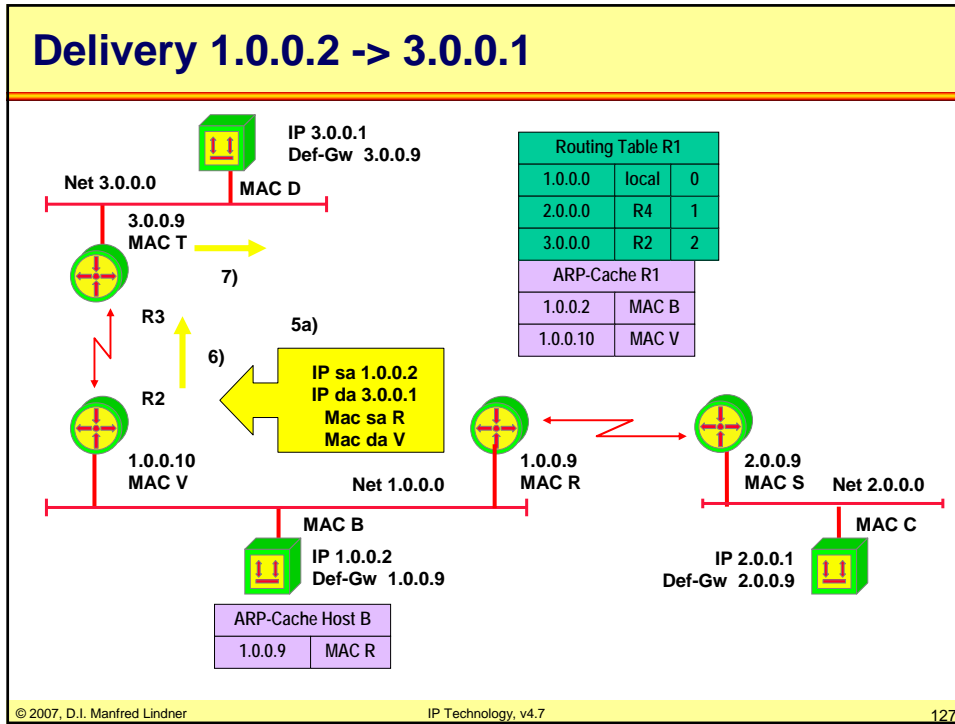 Delivery 1.0.0.2 -> 3.0.0.1
IP 3.0.0.1
Def-Gw 3.0.0.9
Net 3.0.0.0
MAC D
3.0.0.9
MAC T
7)
R3
6)
R2
5a)
IP sa 1.0.0.2
IP da 3.0.0.1
Mac sa R
Mac da V
Routing Table R1
1.0.0.0 local 0
2.0.0.0 R4 1
3.0.0.0 R2 2
ARP-Cache R1
1.0.0.2 MAC B
1.0.0.10 MAC V
1.0.0.10
MAC V
Net 1.0.0.0
1.0.0.9
MAC R
2.0.0.9
MAC S
Net 2.0.0.0
MAC B
IP 1.0.0.2
Def-Gw 1.0.0.9
MAC C
IP 2.0.0.1
Def-Gw 2.0.0.9
ARP-Cache Host B
1.0.0.9 MAC R
© 2007, D.I. Manfred Lindner
IP Technology, v4.7
127